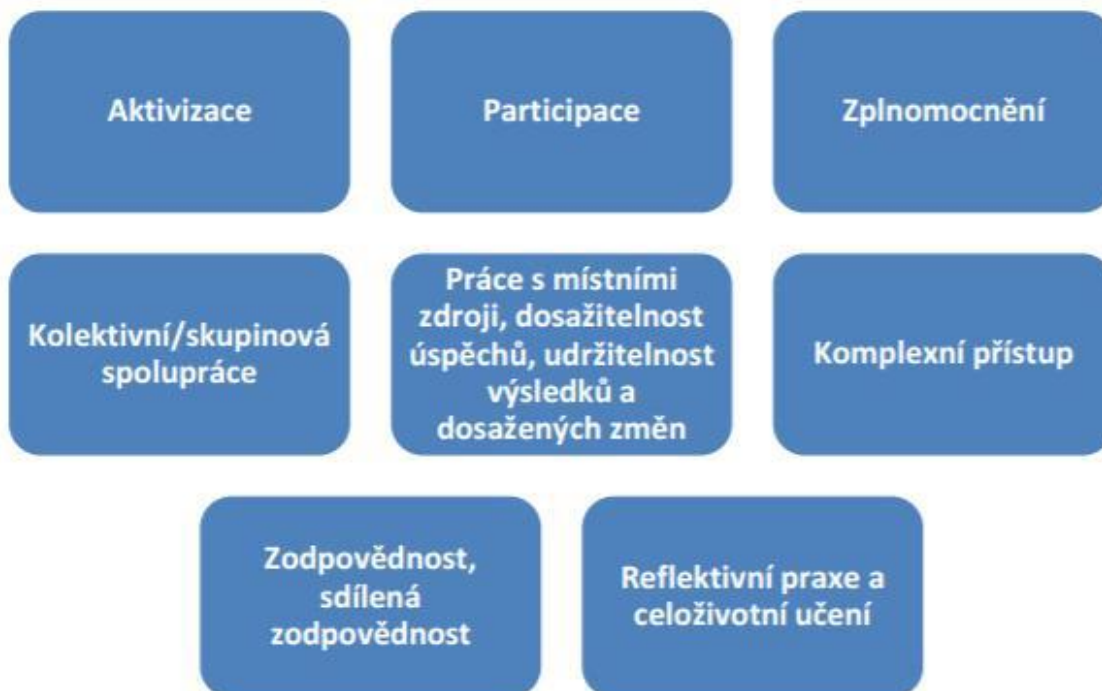 Aktivizace
Participace
Zplnomocnění
Kolektivní/skupinová
spolupráce
Práce s místními
zdroji, dosažitelnost
úspěchů, udržitelnost
výsledků a
dosažených změn
Komplexní přístup
Zodpovědnost,
sdílená
zodpovědnost
Reflektivní praxe a
celoživotní učení